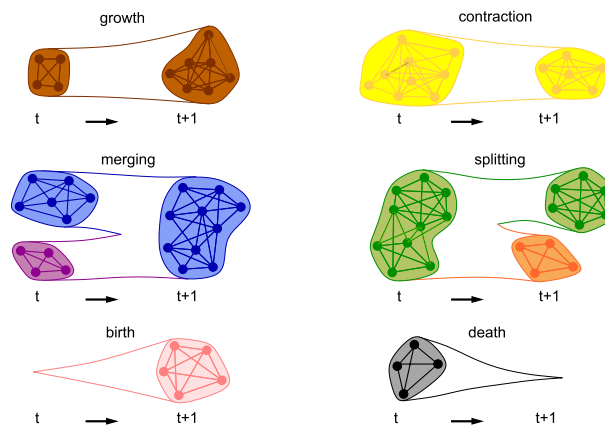 growth
contraction
t
t+1
t
t+1
merging
splitting
t
t+1
t
t+1
birth
death
t
t+1
t
t+1